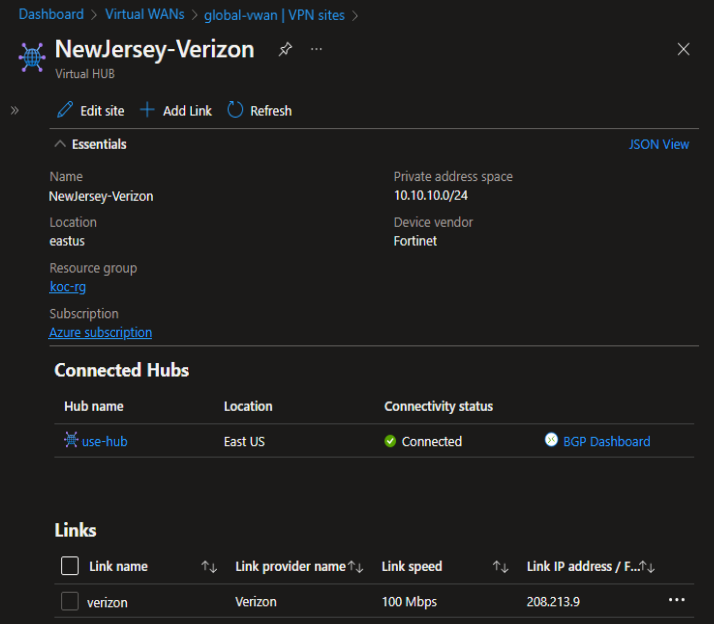 Dashboard > Virtual WANs > global-vwan | VPN sites >
NewJersey-Verizon ...
Virtual HUB
» Edit site + Add Link Refresh
Essentials JSON View
Name Private address space
NewJersey-Verizon 10.10.10.0/24
Location Device vendor
eastus Fortinet
Resource group
koc-rg
Subscription
Azure subscription
Connected Hubs
Hub name Location Connectivity status
use-hub East US Connected BGP Dashboard
Links
Link name ↑↓ Link provider name ↑↓ Link speed ↑↓ Link IP address / F...↑↓
verizon Verizon 100 Mbps 208.213.9 ...